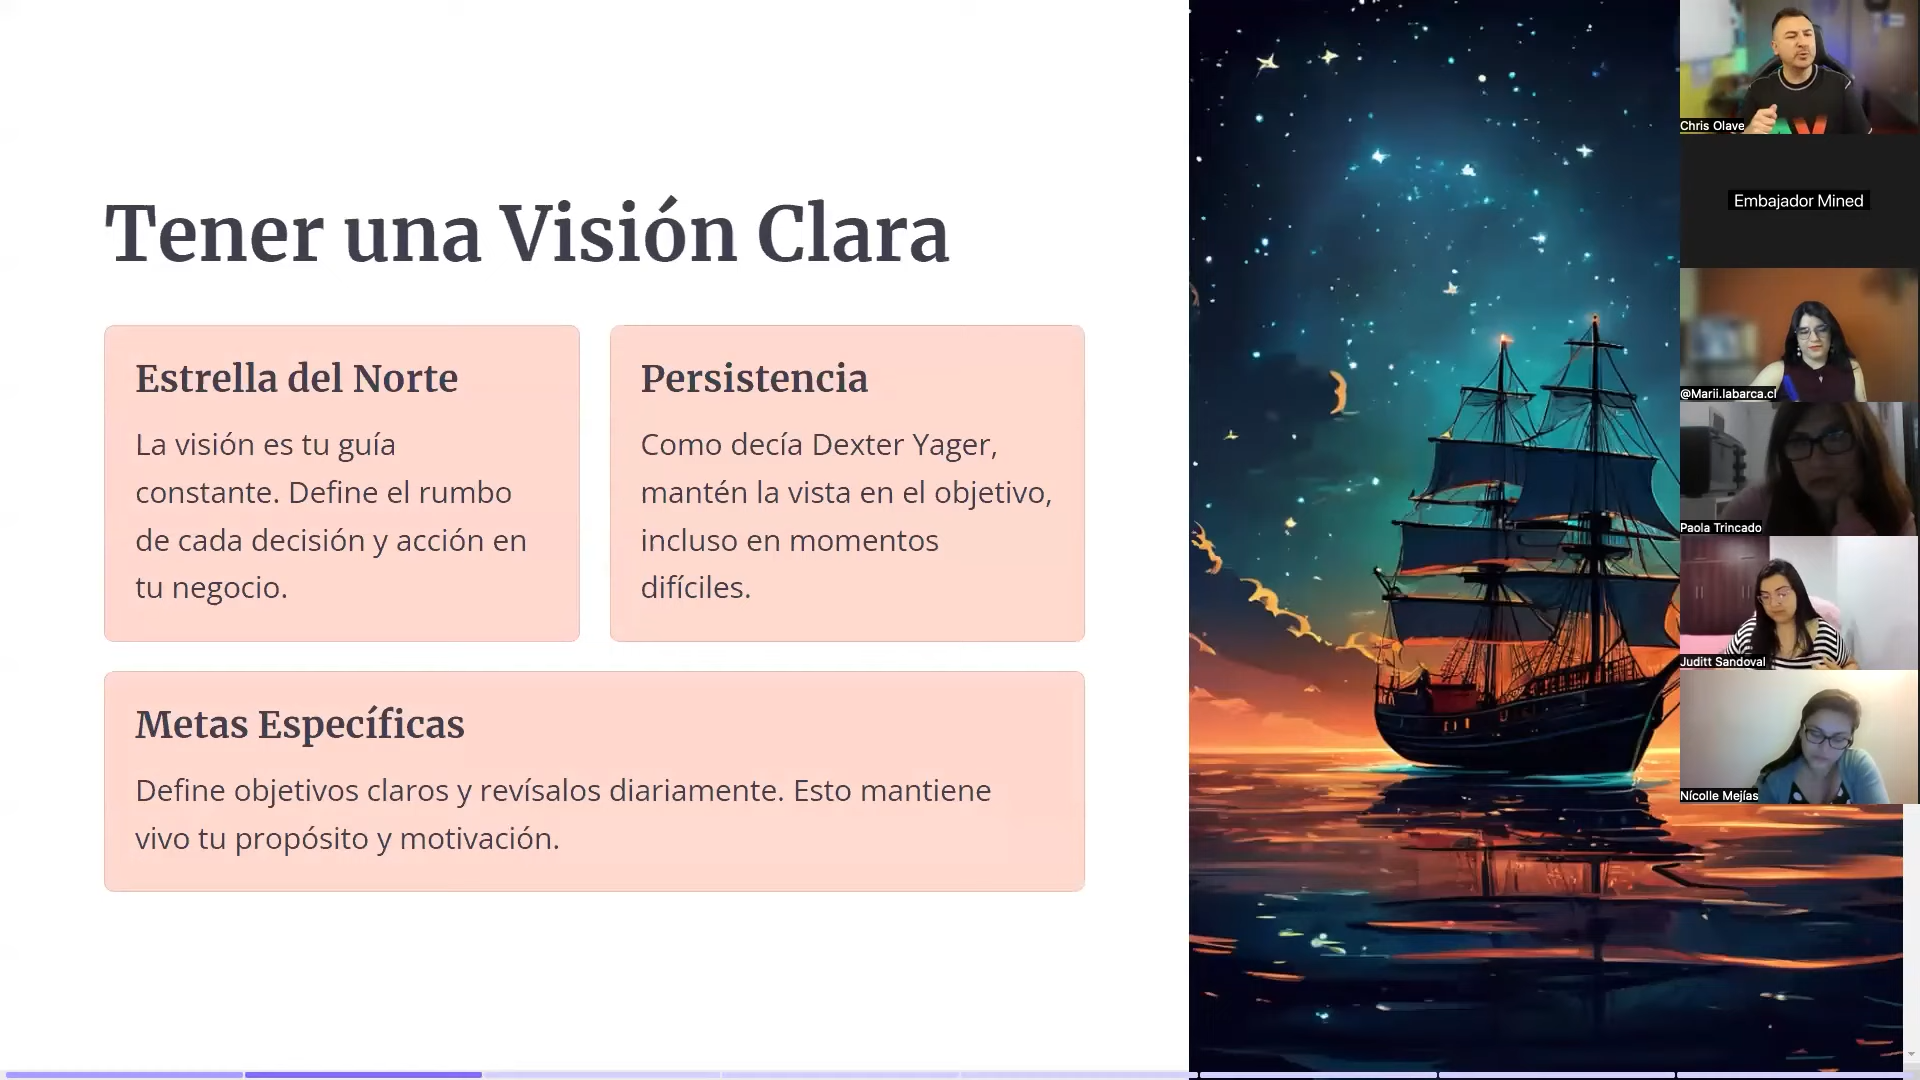 Tener una Visión Clara
Estrella del Norte
La visión es tu guía
constante. Define el rumbo
de cada decisión y acción en
tu negocio.
Persistencia
Como decía Dexter Yager,
mantén la vista en el objetivo,
incluso en momentos
difíciles.
Metas Específicas
Define objetivos claros y revísalos diariamente. Esto mantiene
vivo tu propósito y motivación.
Chris Olave
Embajador Mined
@Marii.labarca.cl
Paola Trincado
Juditt Sandoval
Nícolle Mejías